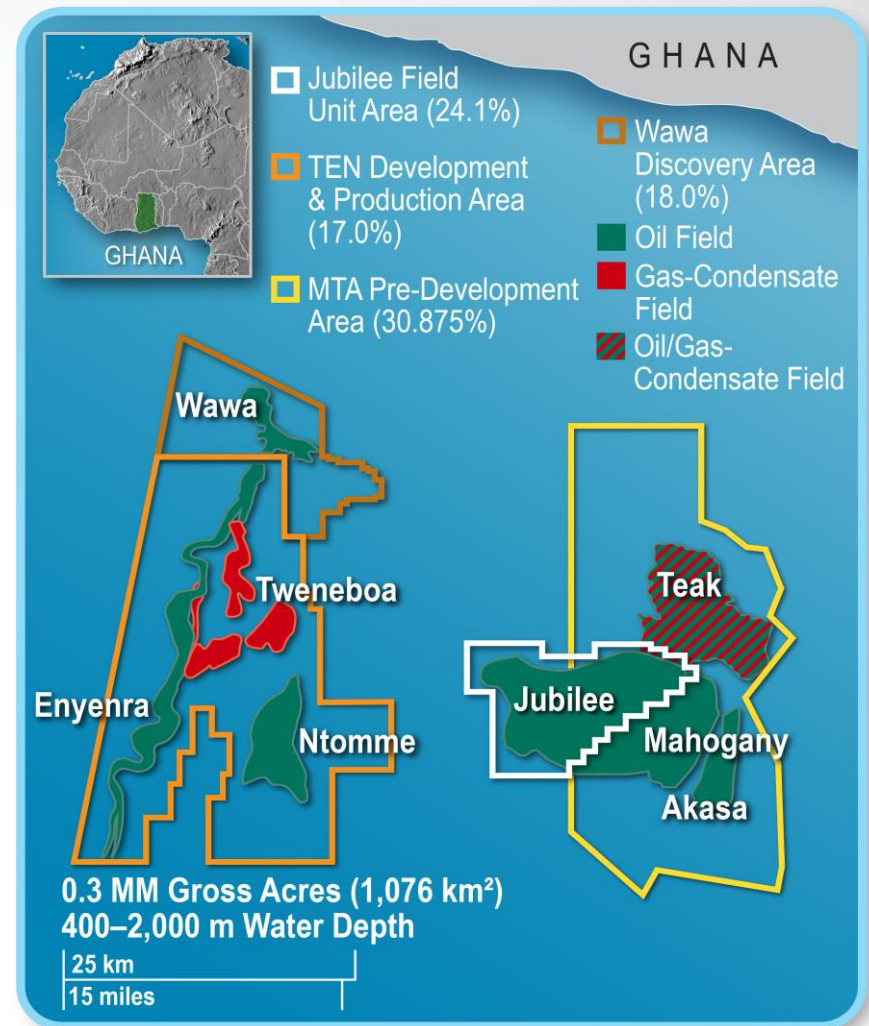 GHANA
GHANA
Jubilee Field
Unit Area (24.1%)
TEN Development
& Production Area
(17.0%)
MTA Pre-Development
Area (30.875%)
Wawa
Discovery Area
(18.0%)
Oil Field
Gas-Condensate
Field
Oil/Gas-
Condensate Field
Wawa
Tweneboa
Enyenra
Ntomme
Teak
Jubilee
Mahogany
Akasa
0.3 MM Gross Acres (1,076 km²)
400–2,000 m Water Depth
25 km
15 miles